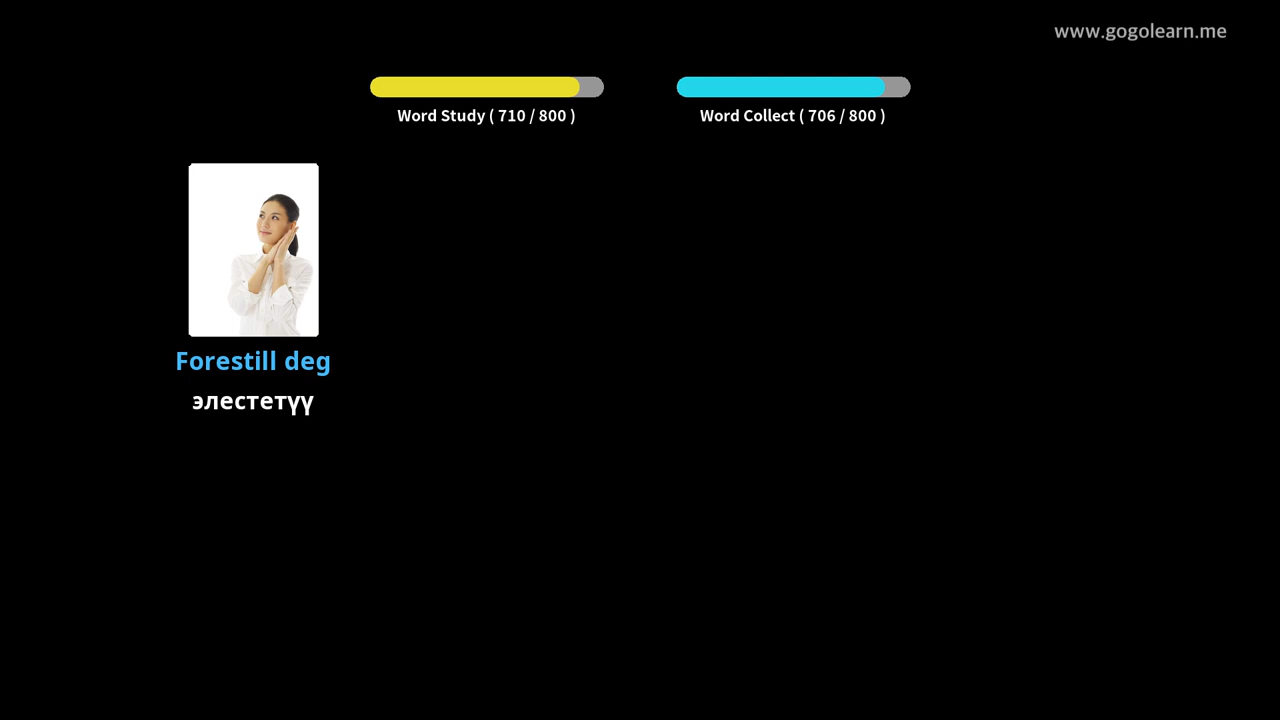 www.gogolearn.me
Word Study ( 710 / 800 )
Word Collect ( 706 / 800 )
Forestill deg
элестетүү